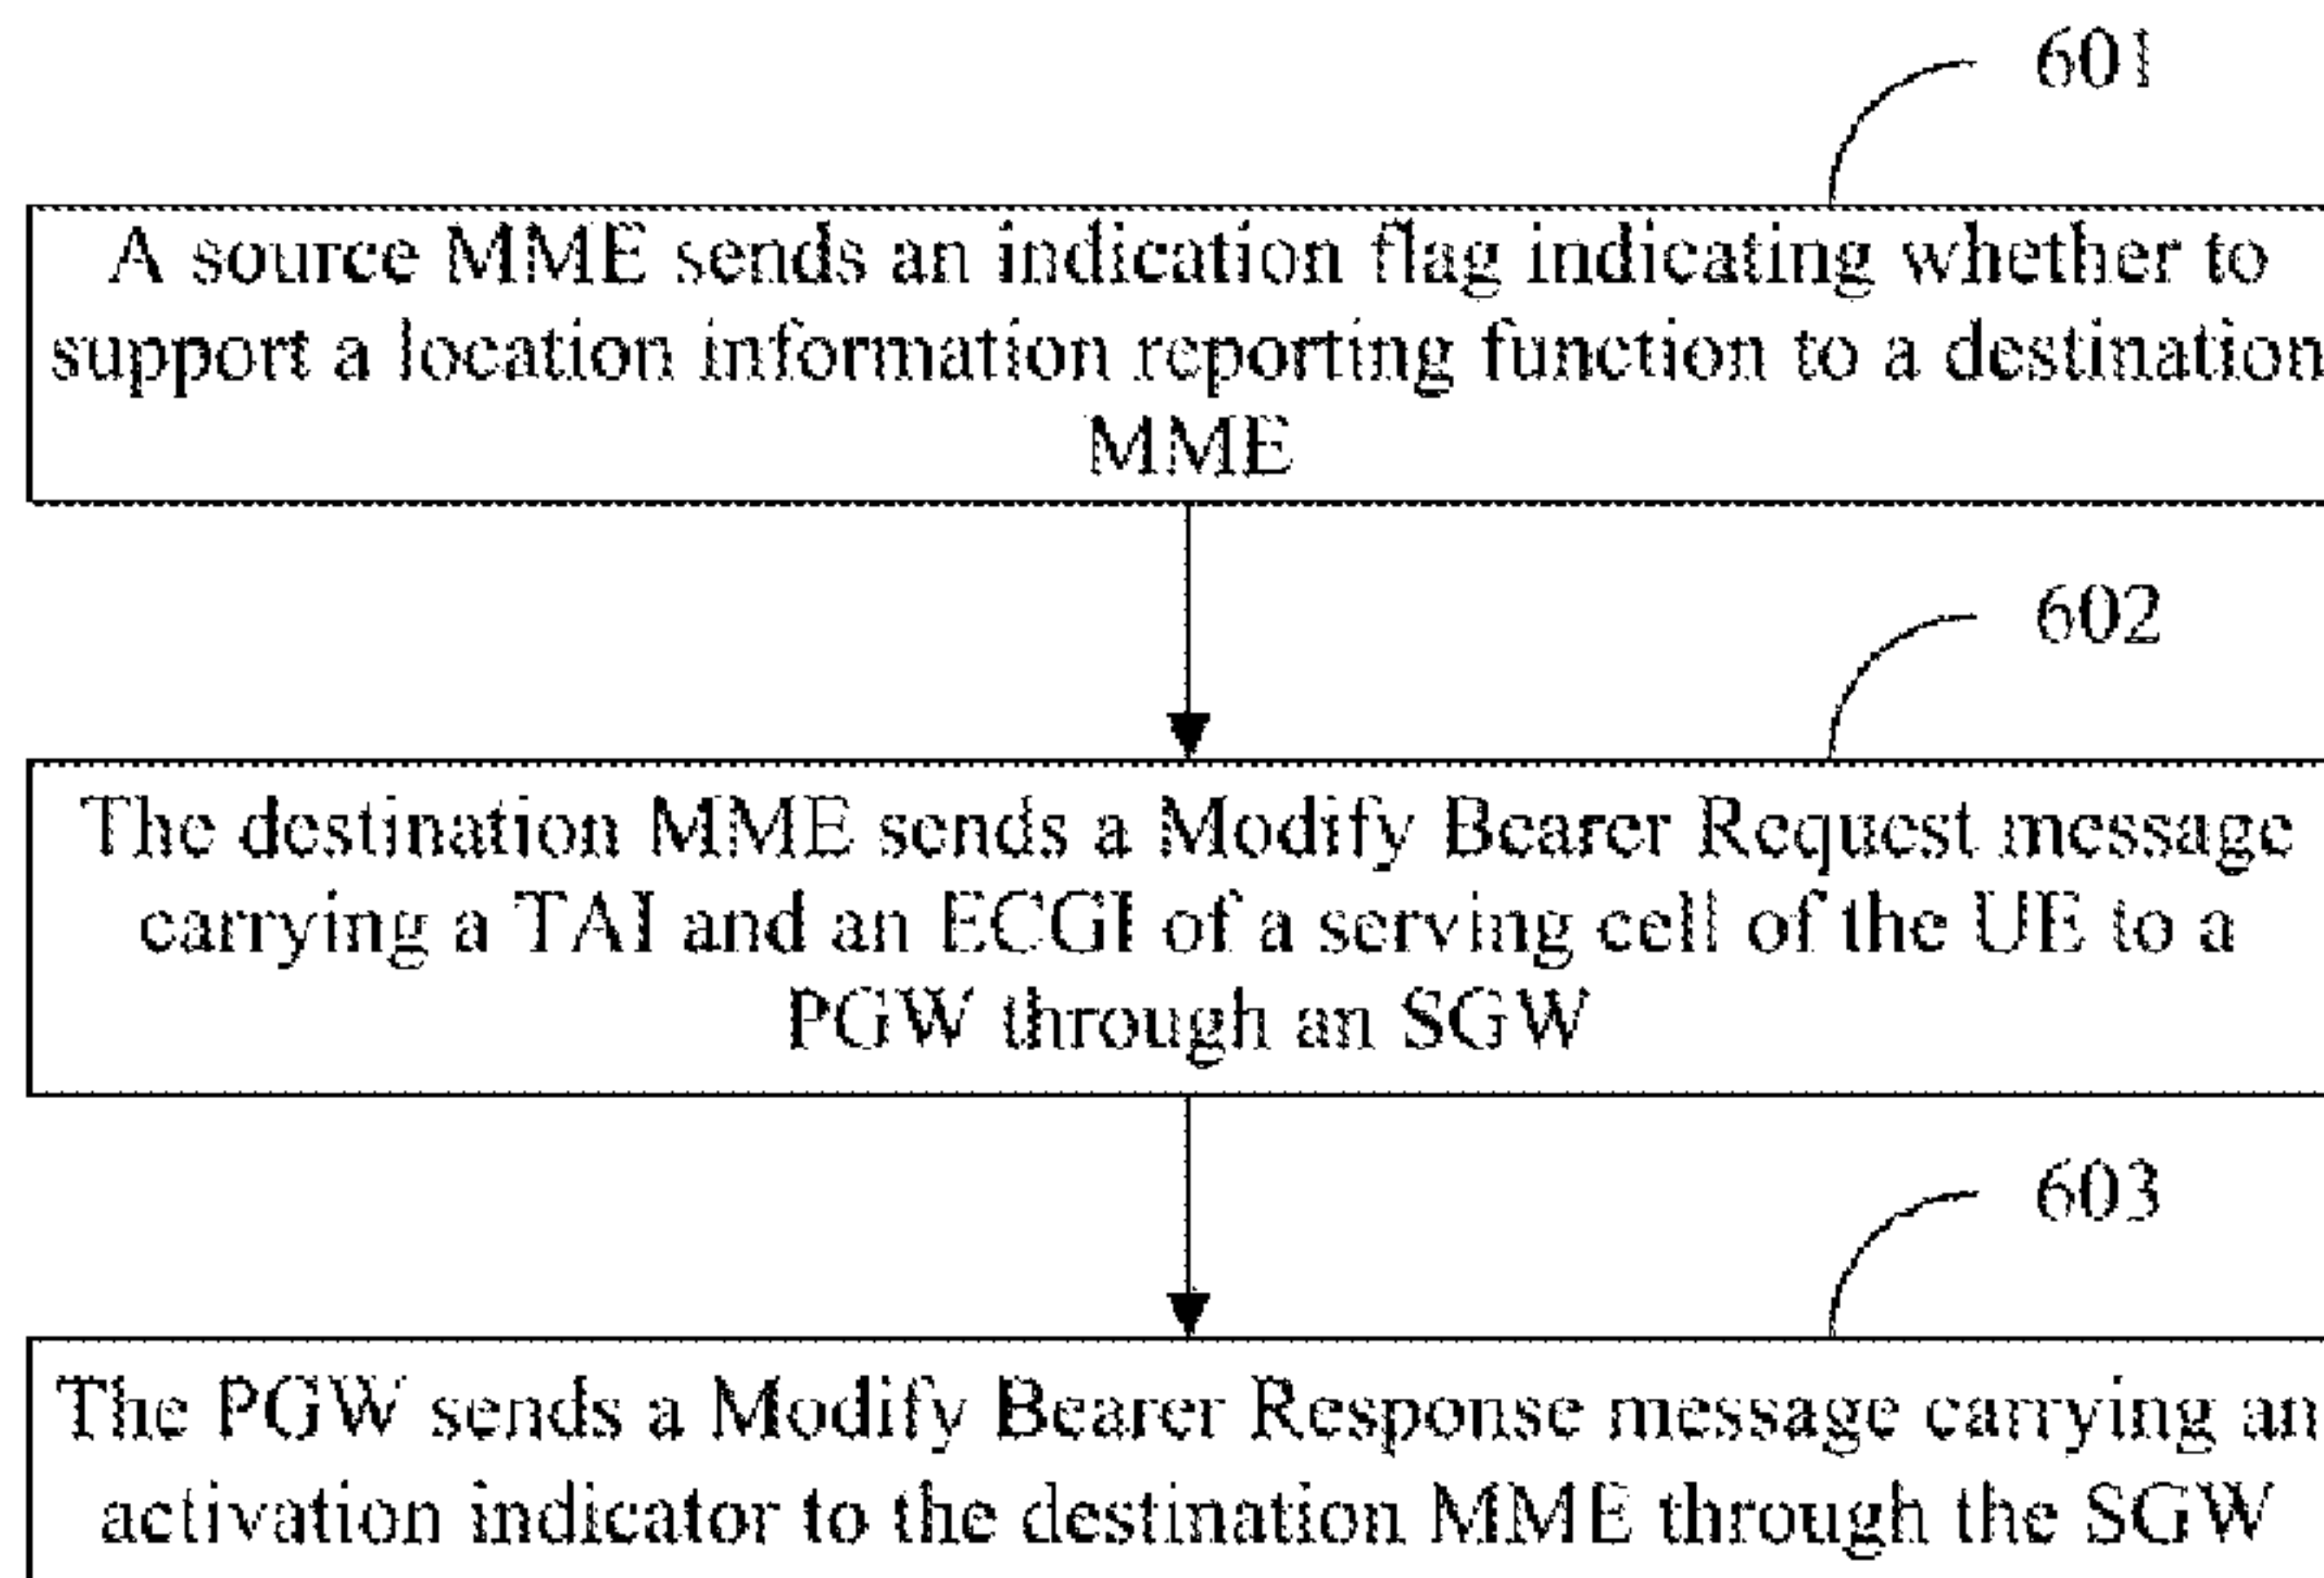 601
A source MME sends an indication flag indicating whether to
support a location information reporting function to a destination
MME
602
The destination MME sends a Modify Bearer Request message
carrying a TAI and an ECGI of a serving cell of the UE to a
PGW through an SGW
603
The PGW sends a Modify Bearer Response message carrying an
activation indicator to the destination MME through the SGW